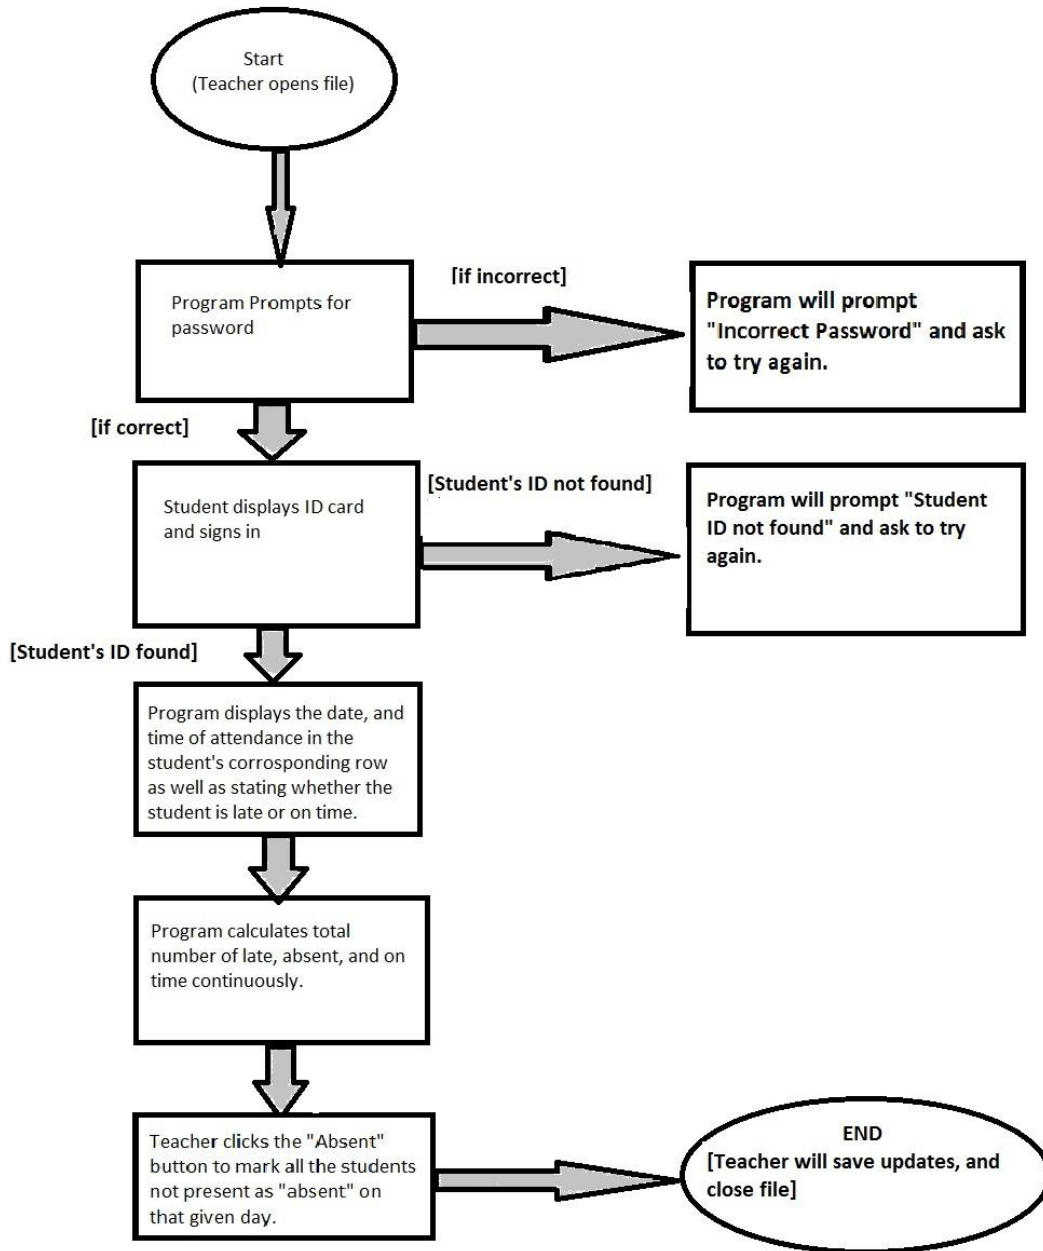 Start
(Teacher opens file)
[if incorrect]
Program Prompts for
password
Program will prompt
"Incorrect Password" and ask
to try again.
[if correct]
Student displays ID card
and signs in
[Student's ID not found]
Program will prompt "Student
ID not found" and ask to try
again.
[Student's ID found]
Program displays the date, and
time of attendance in the
student's corrosponding row
as well as stating whether the
student is late or on time.
Program calculates total
number of late, absent, and on
time continuously.
Teacher clicks the "Absent"
button to mark all the students
not present as "absent" on
that given day.
END
[Teacher will save updates, and
close file]